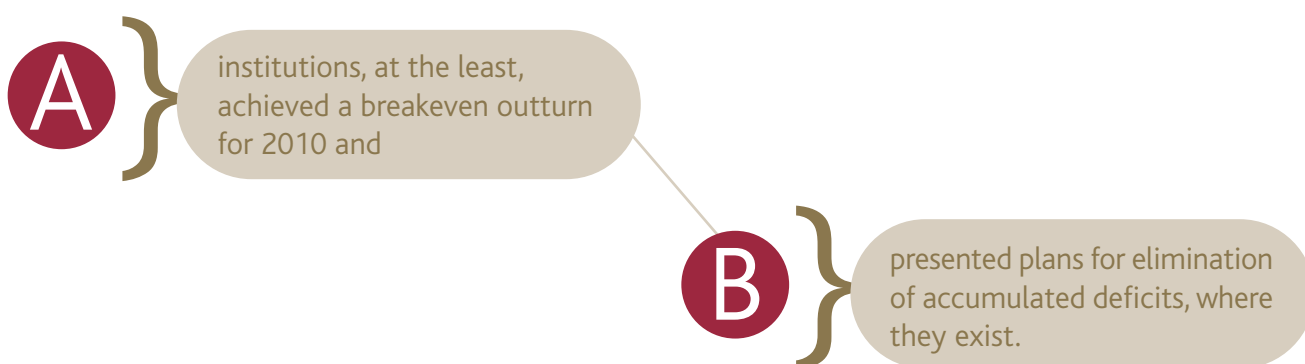 A
institutions, at the least,
achieved a breakeven outturn
for 2010 and
B
presented plans for elimination
of accumulated deficits, where
they exist.